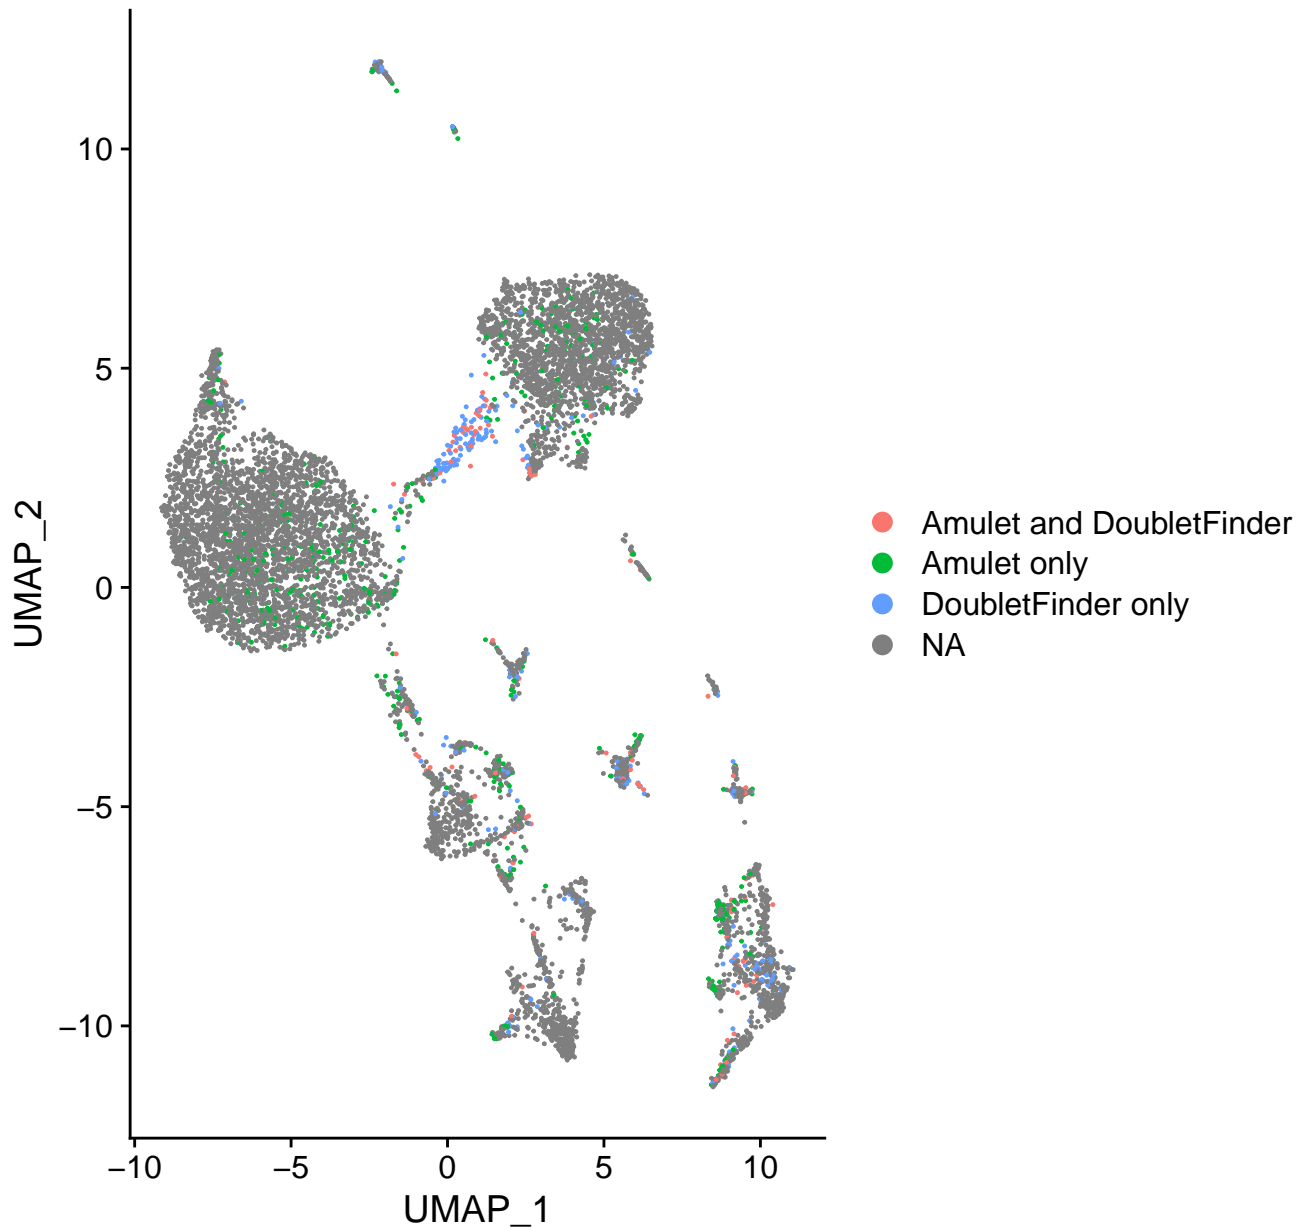 10
5
0
−5
−10
UMAP_2
−10 −5 0 5 10
UMAP_1
Amulet and DoubletFinder
Amulet only
DoubletFinder only
NA